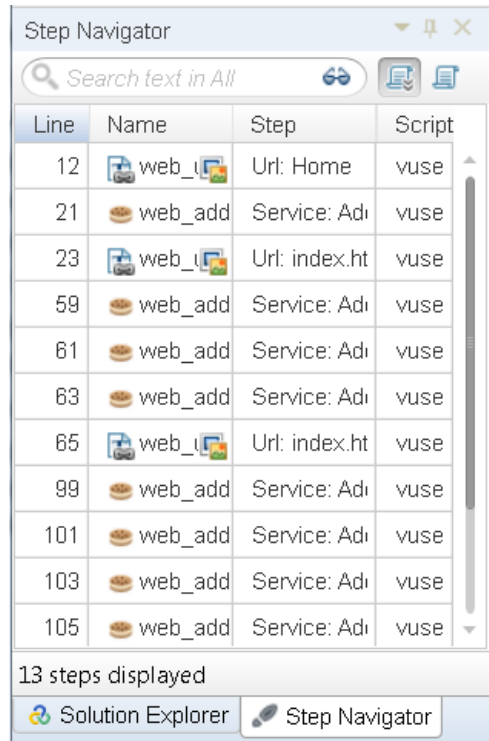 Step Navigator
Search text in All
Line Name Step Script
12 web_u Url: Home vuse
21 web_add Service: Ad
vuse
23 web_u Url: index.ht vuse
59 web_add Service: Ad vuse
61 web_add Service: Ad vuse
63 web_add Service: Ad vuse
65 web_u Url: index.ht vuse
99 web_add Service: Ad vuse
101 web_add Service: Ad vuse
103 web_add Service: Ad vuse
105 web_add Service: Ad vuse
13 steps displayed
Solution Explorer Step Navigator